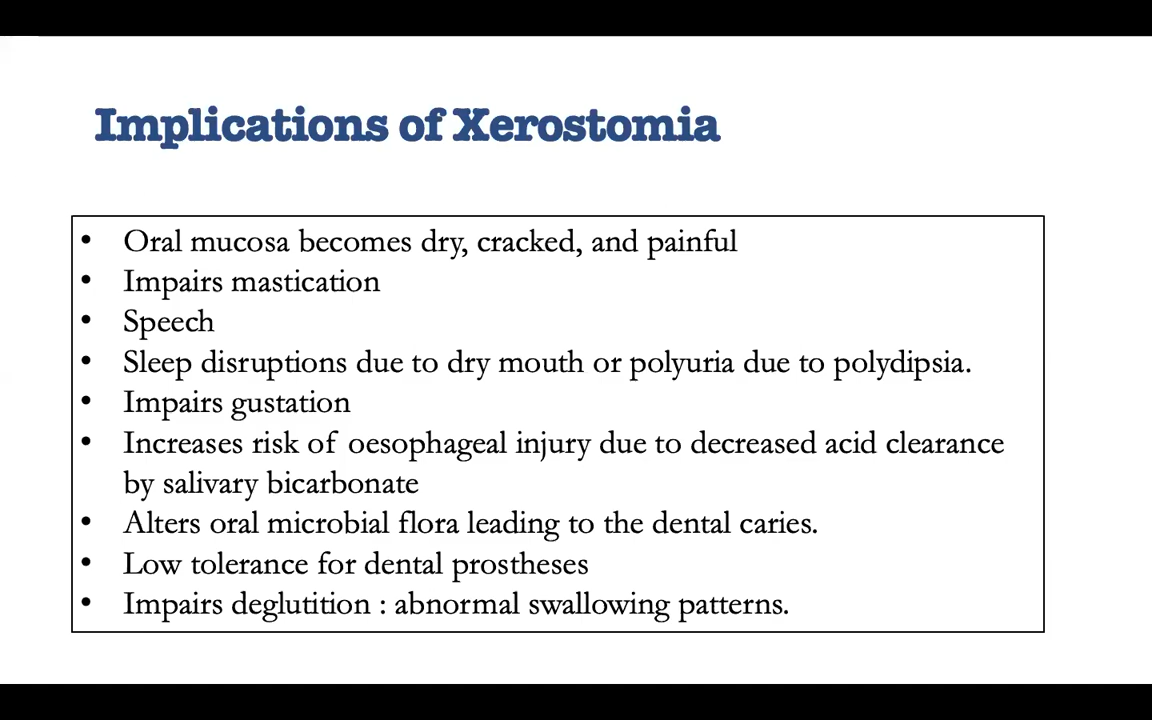 Implications of Xerostomia
• Oral mucosa becomes dry, cracked, and painful
• Impairs mastication
• Speech
• Sleep disruptions due to dry mouth or polyuria due to polydipsia.
• Impairs gustation
• Increases risk of oesophageal injury due to decreased acid clearance
by salivary bicarbonate
• Alters oral microbial flora leading to the dental caries.
• Low tolerance for dental prostheses
• Impairs deglutition : abnormal swallowing patterns.